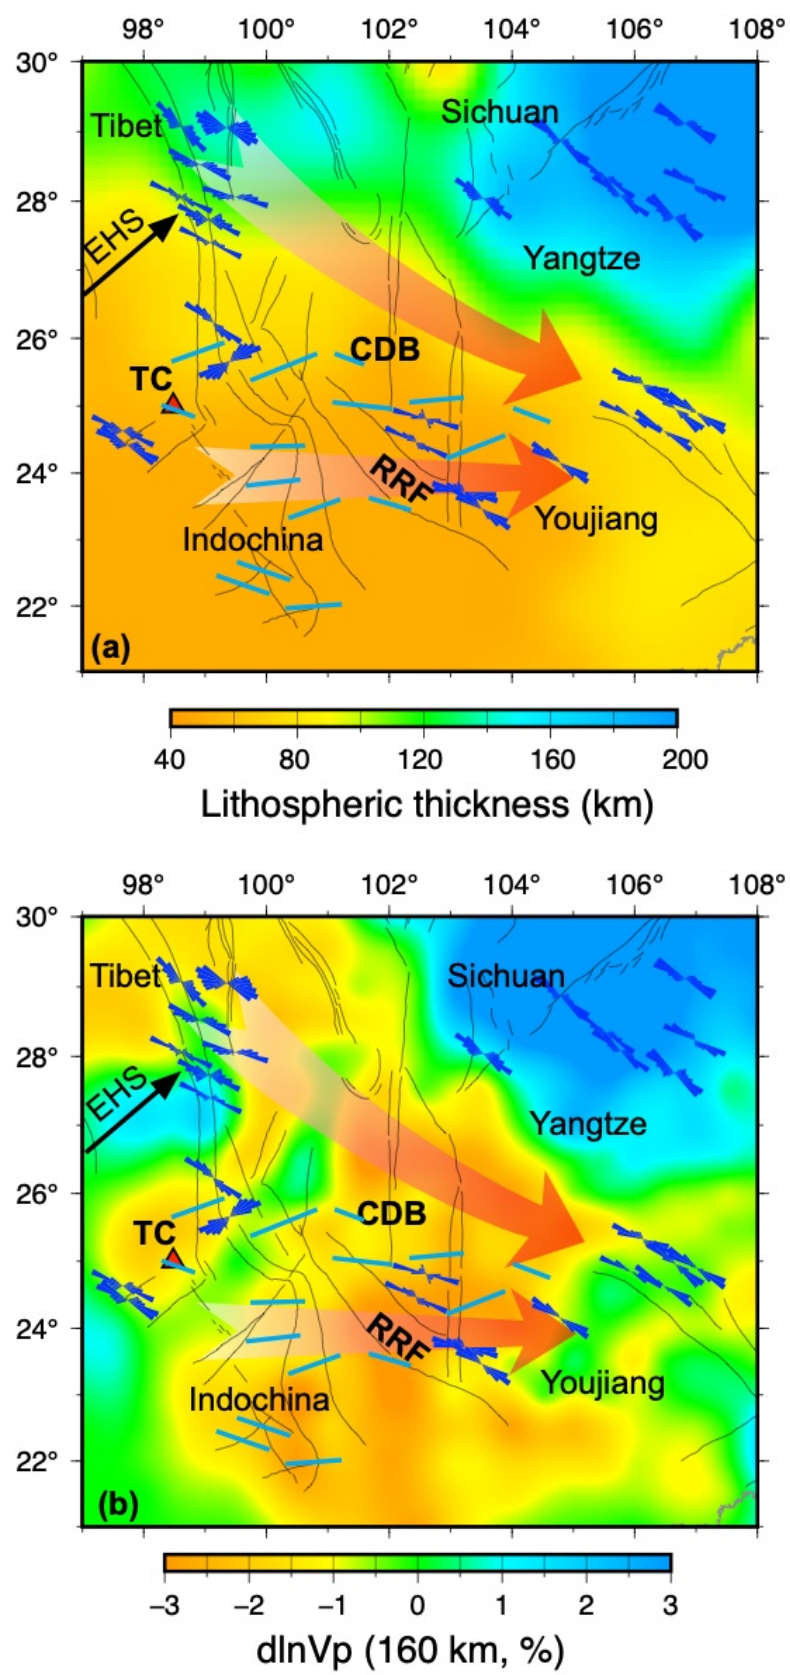 98° 100° 102° 104° 106° 108°
30°
Tibet Sichuan
28°
EHS
Yangtze
26°
CDB
TC
24°
RRF
Youjiang
Indochina
22°
(a)
40 80 120 160 200
Lithospheric thickness (km)
98° 100° 102° 104° 106° 108°
30°
Tibet Sichuan
28°
EHS
Yangtze
26°
CDB
TC
24°
RRF
Youjiang
Indochina
22°
(b)
−3 −2 −1 0 1 2 3
dlnVp (160 km, %)